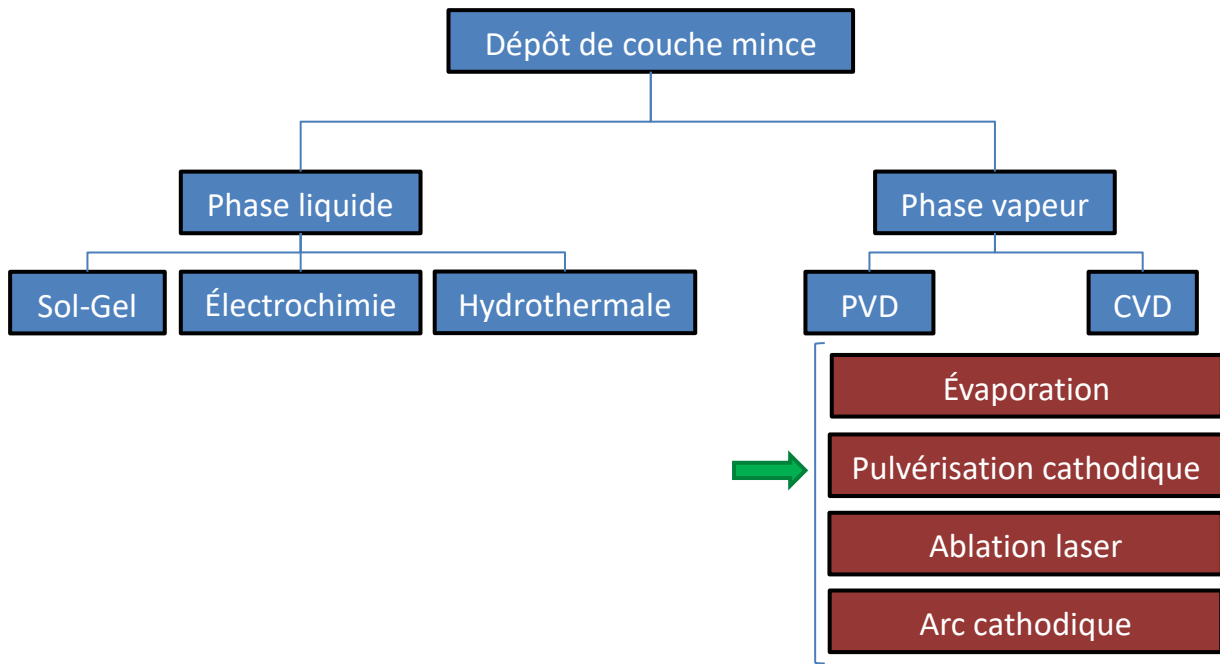 Dépôt de couche mince
Phase liquide
Phase vapeur
Sol-Gel
Électrochimie
Hydrothermale
PVD
CVD
Évaporation
Pulvérisation cathodique
Ablation laser
Arc cathodique